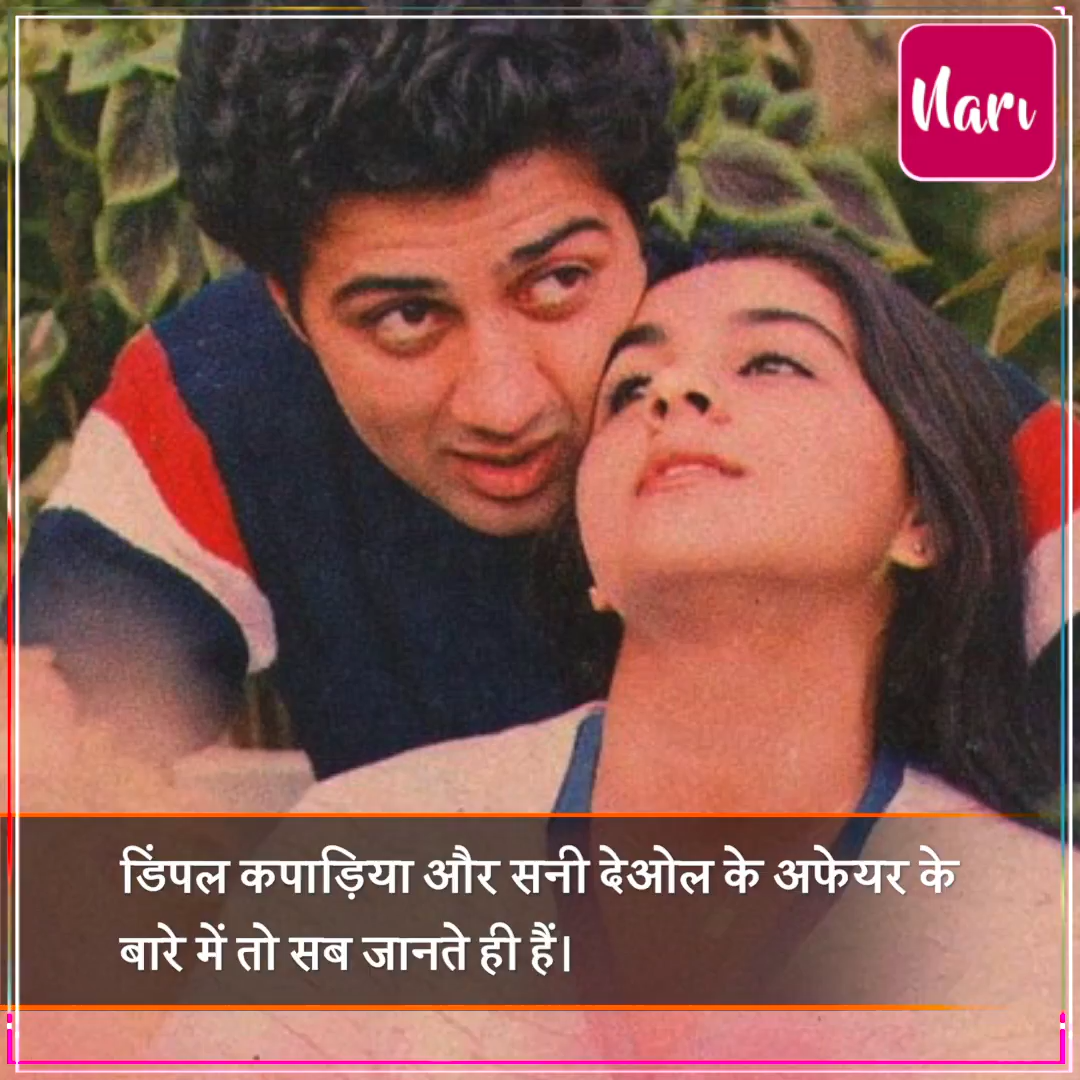 Nari
डिंपल कपाड़िया और सनी देओल के अफेयर के
बारे में तो सब जानते ही हैं।